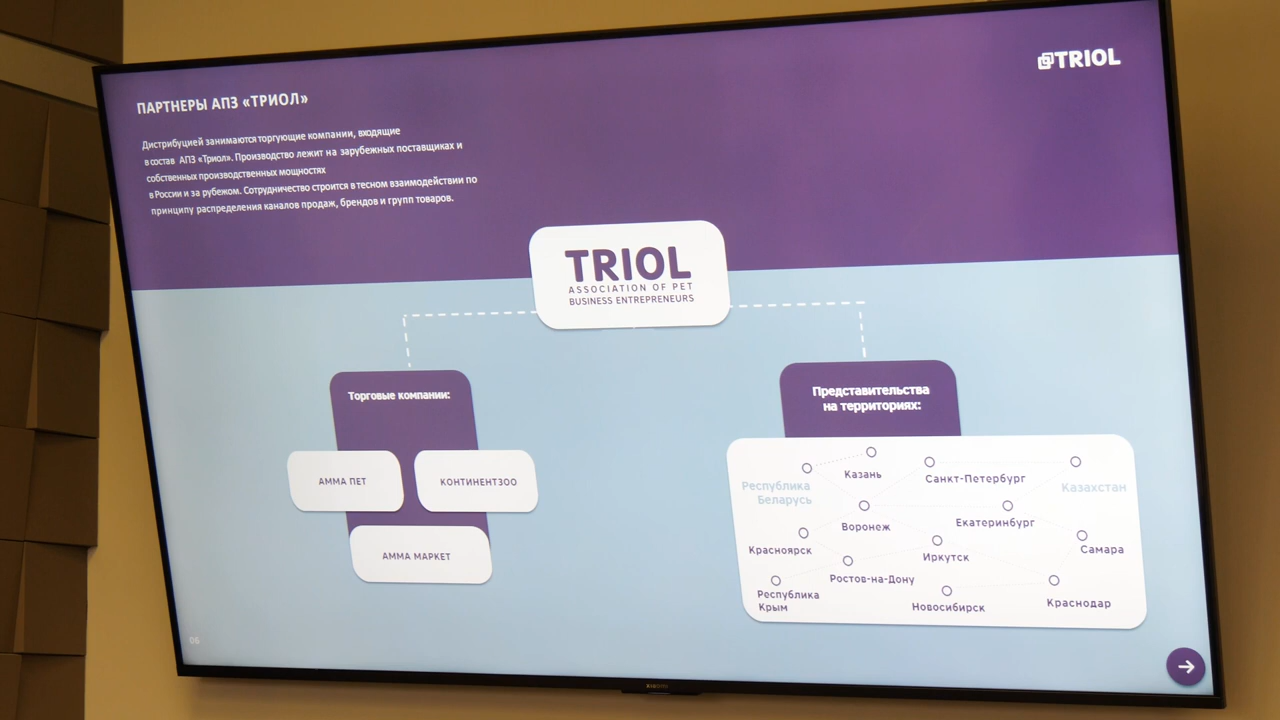 TRIOL
ПАРТНЕРЫ АПЗ «ТРИОЛ»
Дистрибуцией занимаются торгующие компании, входящие
в состав АПЗ «Триол». Производство лежит на зарубежных поставщиках и
собственных производственных мощностях
в России и за рубежом. Сотрудничество строится в тесном взаимодействии по
принципу распределения каналов продаж, брендов и групп товаров.
TRIOL
ASSOCIATION OF PET
BUSINESS ENTREPRENEURS
Торговые компании:
АММА ПЕТ
КОНТИНЕНТЗОО
АММА МАРКЕТ
Представительства
на территориях:
Республика
Беларусь
Казань
Санкт-Петербург
Казахстан
Воронеж
Екатеринбург
Красноярск
Иркутск
Самара
Ростов-на-Дону
Республика
Крым
Новосибирск
Краснодар
06